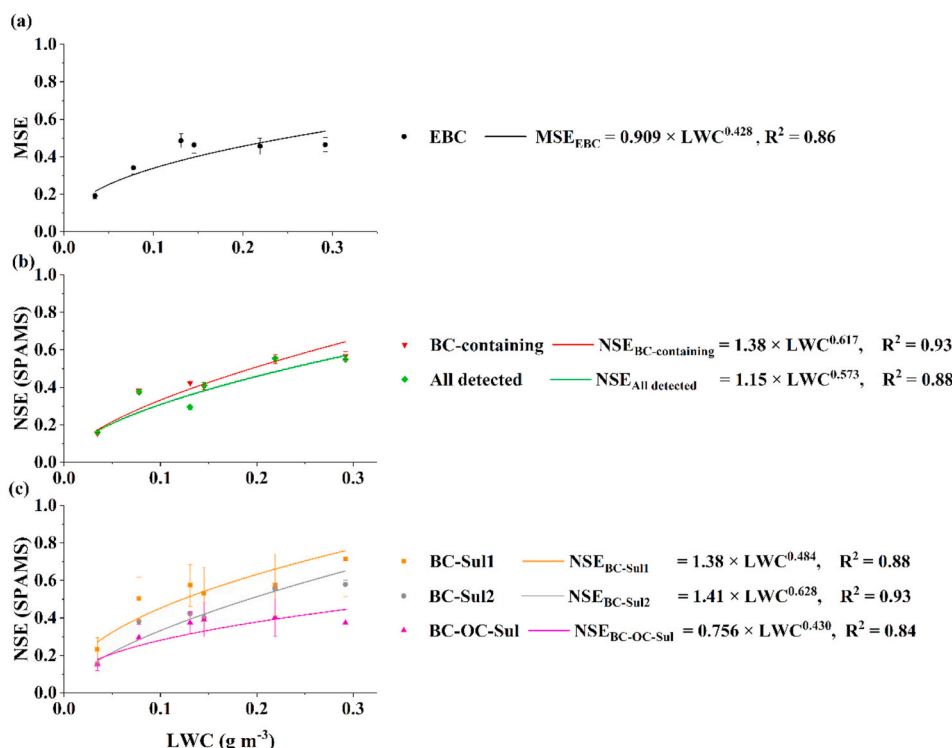 (a)
1.0
0.8
0.6
0.4
0.2
0.0
MSE
0.0 0.1 0.2 0.3
EBC MSE_EBC = 0.909 × LWC^0.428, R² = 0.86
(b)
1.0
0.8
0.6
0.4
0.2
0.0
NSE (SPAMS)
0.0 0.1 0.2 0.3
BC-containing NSE_BC-containing = 1.38 × LWC^0.617, R² = 0.93
All detected NSE_All detected = 1.15 × LWC^0.573, R² = 0.88
(c)
1.0
0.8
0.6
0.4
0.2
0.0
NSE (SPAMS)
0.0 0.1 0.2 0.3
BC-Sul1 NSE_BC-Sul1 = 1.38 × LWC^0.484, R² = 0.88
BC-Sul2 NSE_BC-Sul2 = 1.41 × LWC^0.628, R² = 0.93
BC-OC-Sul NSE_BC-OC-Sul = 0.756 × LWC^0.430, R² = 0.84
LWC (g m⁻³)